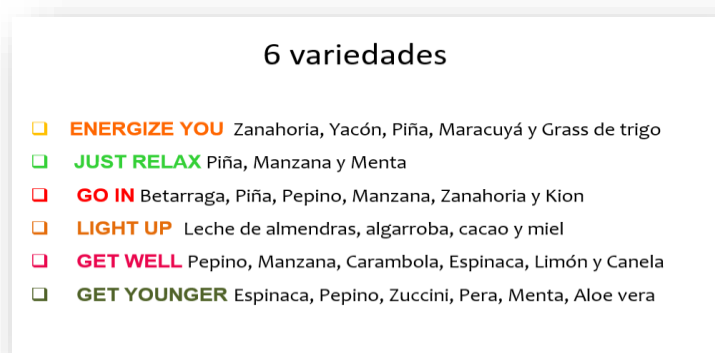 6 variedades
ENERGIZE YOU Zanahoria, Yacón, Piña, Maracuyá y Grass de trigo
JUST RELAX Piña, Manzana y Menta
GO IN Betarraga, Piña, Pepino, Manzana, Zanahoria y Kion
LIGHT UP Leche de almendras, algarroba, cacao y miel
GET WELL Pepino, Manzana, Carambola, Espinaca, Limón y Canela
GET YOUNGER Espinaca, Pepino, Zuccini, Pera, Menta, Aloe vera